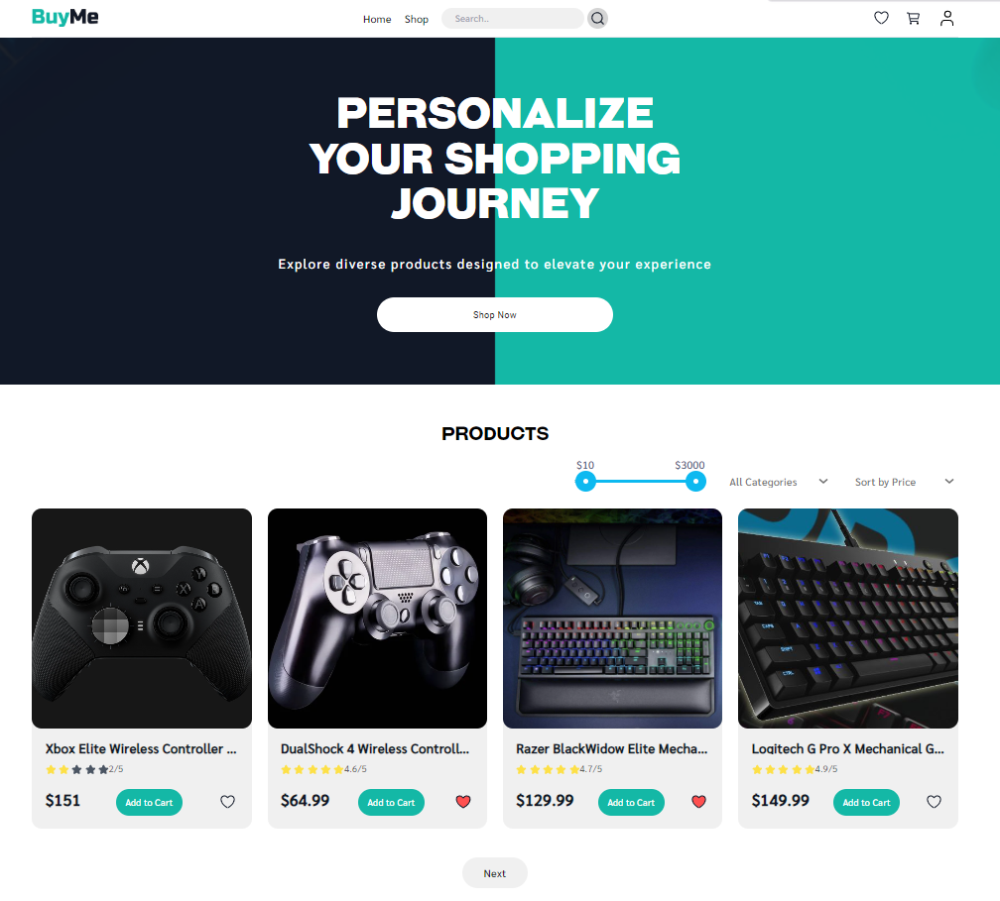 BuyMe
Home Shop Search..
PERSONALIZE
YOUR SHOPPING
JOURNEY
Explore diverse products designed to elevate your experience
Shop Now
PRODUCTS
$10 $3000
All Categories Sort by Price
Xbox Elite Wireless Controller ...
2/5
$151 Add to Cart
DualShock 4 Wireless Controll...
4.6/5
$64.99 Add to Cart
Razer BlackWidow Elite Mecha...
4.7/5
$129.99 Add to Cart
Logitech G Pro X Mechanical G...
4.9/5
$149.99 Add to Cart
Next